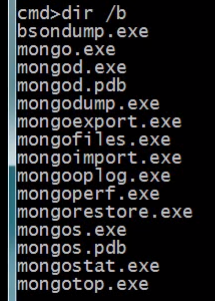 cmd>dir /b
bsondump.exe
mongo.exe
mongod.exe
mongod.pdb
mongodump.exe
mongoexport.exe
mongofiles.exe
mongoimport.exe
mongooplog.exe
mongoperf.exe
mongorestore.exe
mongos.exe
mongos.pdb
mongostat.exe
mongotop.exe